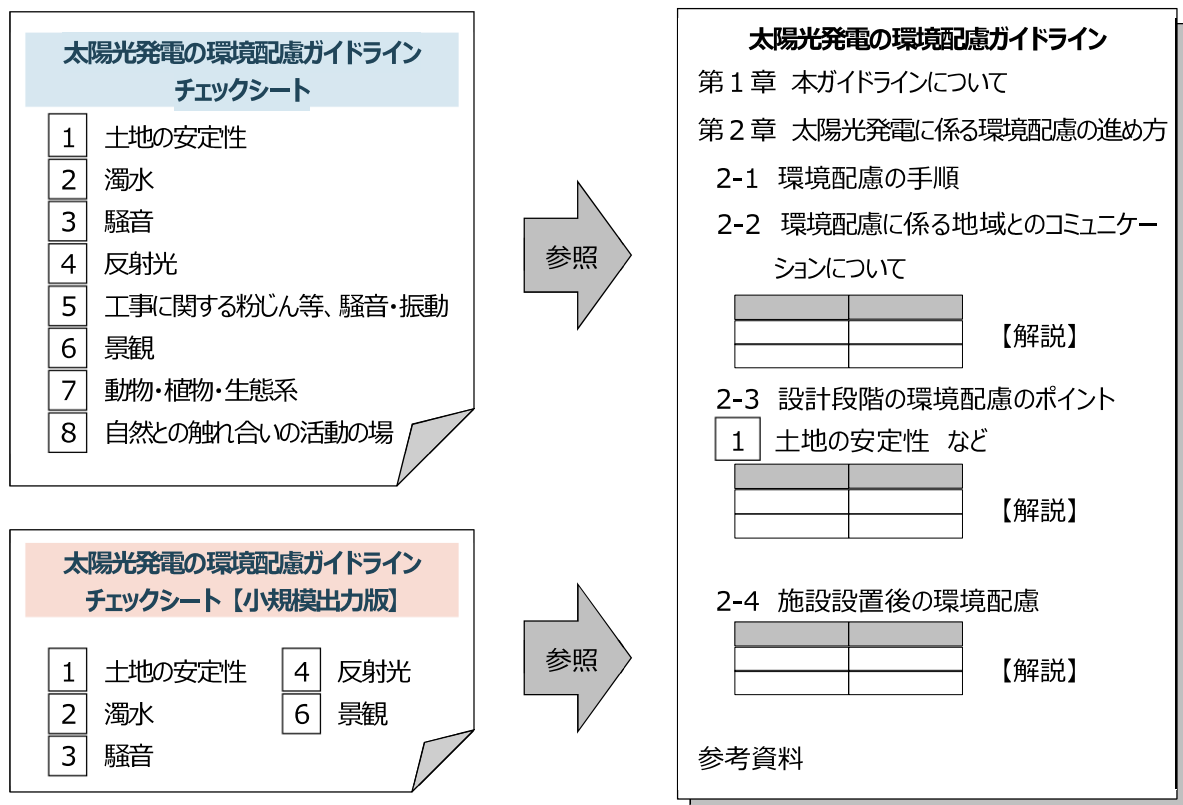 太陽光発電の環境配慮ガイドライン
チェックシート
1 土地の安定性
2 濁水
3 騒音
4 反射光
5 工事に関する粉じん等、騒音・振動
6 景観
7 動物・植物・生態系
8 自然との触れ合いの活動の場
参照
太陽光発電の環境配慮ガイドライン
チェックシート【小規模出力版】
1 土地の安定性
2 濁水
3 騒音
4 反射光
6 景観
参照
太陽光発電の環境配慮ガイドライン
第1章 本ガイドラインについて
第2章 太陽光発電に係る環境配慮の進め方
2-1 環境配慮の手順
2-2 環境配慮に係る地域とのコミュニケー
ションについて
【解説】
2-3 設計段階の環境配慮のポイント
1 土地の安定性 など
【解説】
2-4 施設設置後の環境配慮
【解説】
参考資料